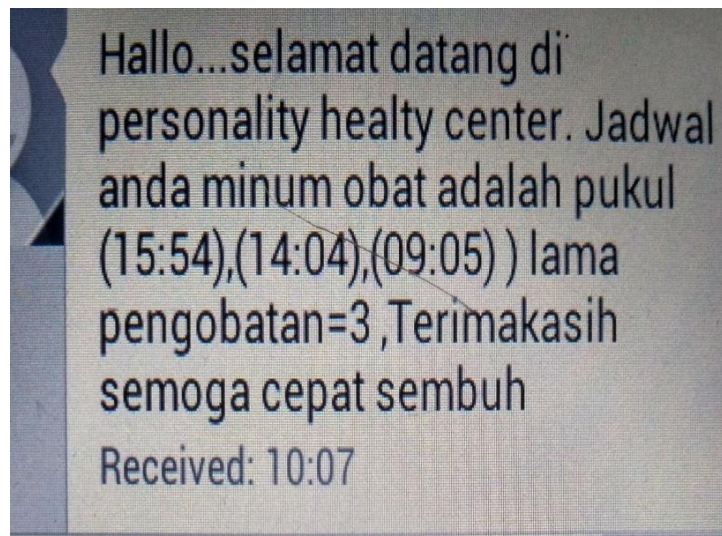 Hallo...selamat datang di
personality healty center. Jadwal
anda minum obat adalah pukul
(15:54),(14:04),(09:05) ) lama
pengobatan=3 ,Terimakasih
semoga cepat sembuh
Received: 10:07